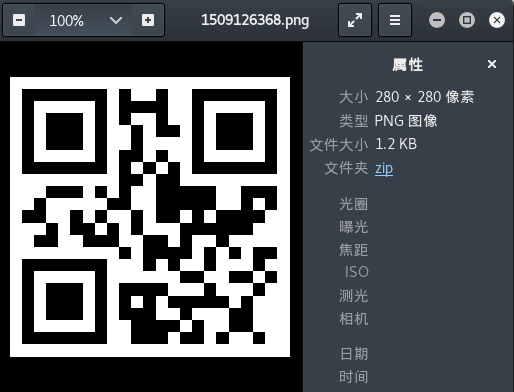 100%
1509126368.png
属性
大小 280 × 280 像素
类型 PNG 图像
文件大小 1.2 KB
文件夹 zip
光圈
曝光
焦距
ISO
测光
相机
日期
时间